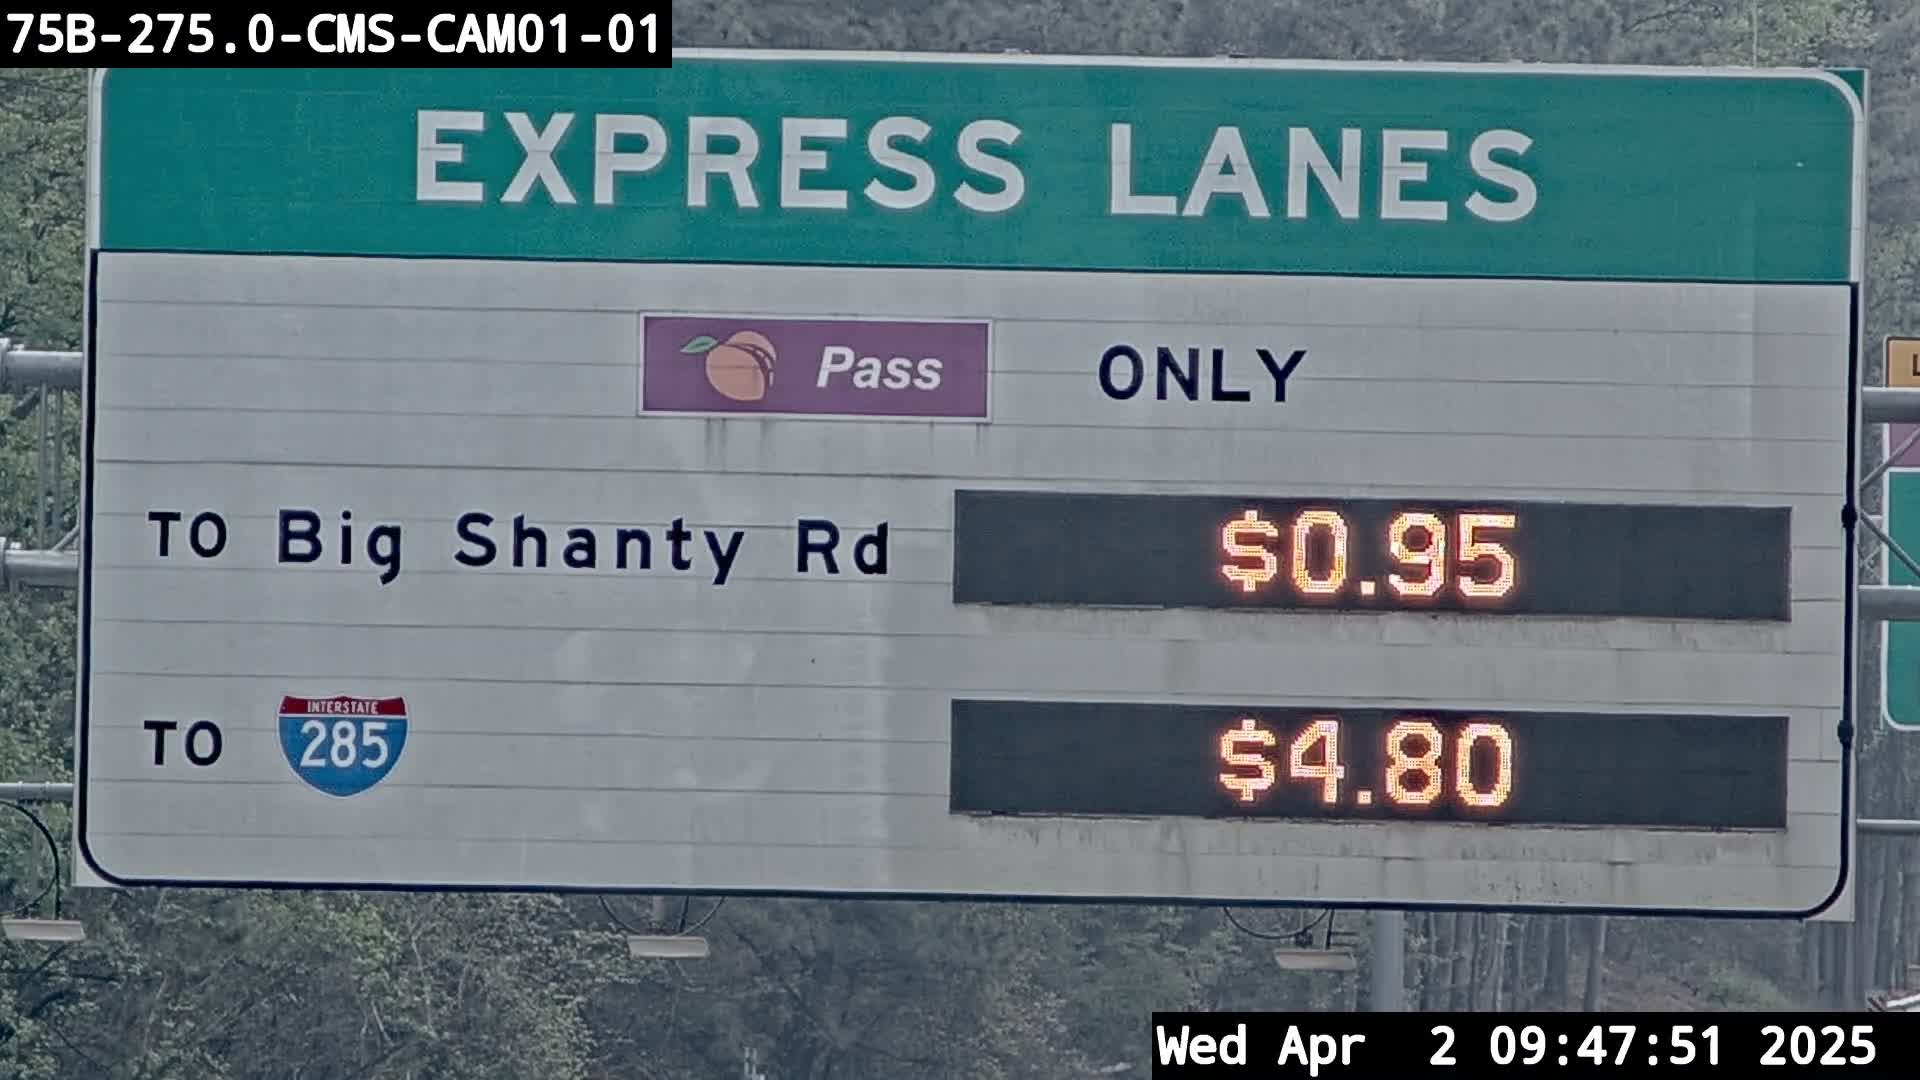 75B-275.0-CMS-CAM01-01
EXPRESS LANES
Pass ONLY
TO Big Shanty Rd $0.95
TO INTERSTATE 285 $4.80
Wed Apr 2 09:47:51 2025